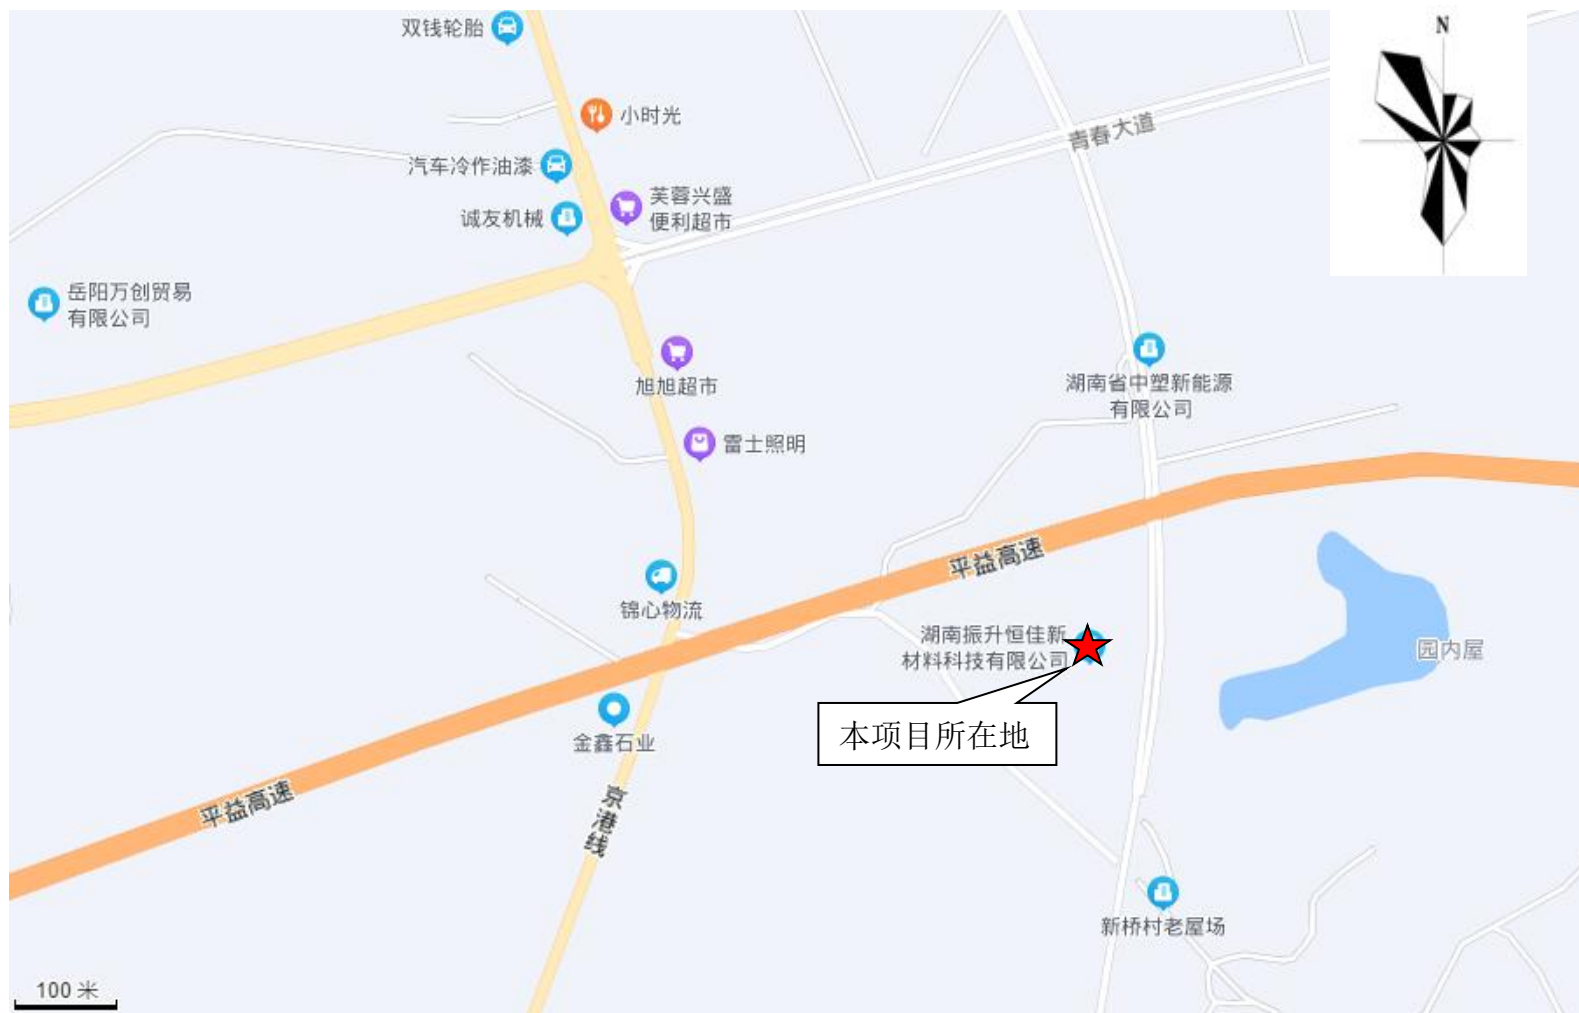 双钱轮胎
N
小时光
青春大道
汽车冷作油漆
芙蓉兴盛
便利超市
诚友机械
岳阳万创贸易
有限公司
旭旭超市
湖南省中塑新能源
有限公司
雷士照明
平益高速
锦心物流
湖南振升恒佳新
材料科技有限公司
园内屋
本项目所在地
金鑫石业
平益高速
京港线
新桥村老屋场
100 米